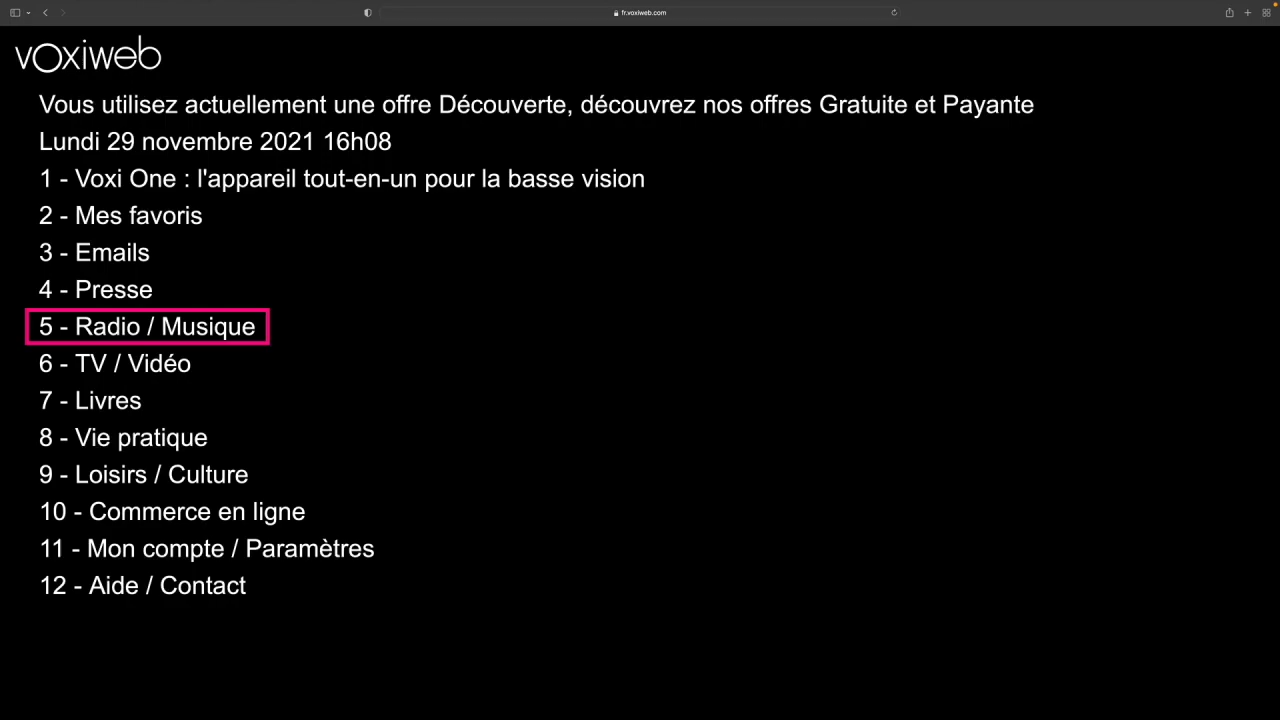 fr.voxiweb.com
voxiweb
Vous utilisez actuellement une offre Découverte, découvrez nos offres Gratuite et Payante
Lundi 29 novembre 2021 16h08
1 - Voxi One : l'appareil tout-en-un pour la basse vision
2 - Mes favoris
3 - Emails
4 - Presse
5 - Radio / Musique
6 - TV / Vidéo
7 - Livres
8 - Vie pratique
9 - Loisirs / Culture
10 - Commerce en ligne
11 - Mon compte / Paramètres
12 - Aide / Contact